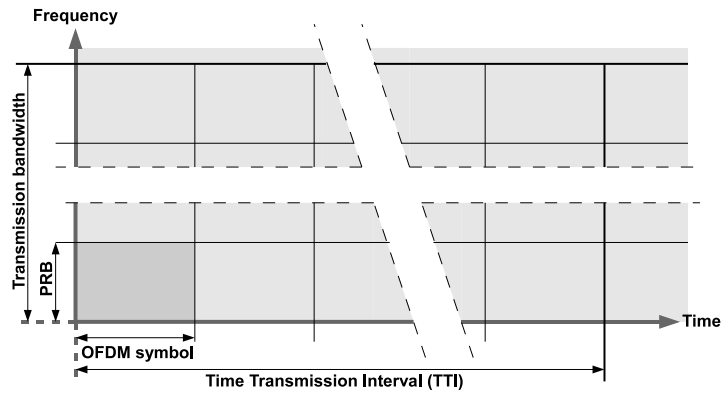 Frequency
Transmission bandwidth
PRB
Time
OFDM symbol
Time Transmission Interval (TTI)